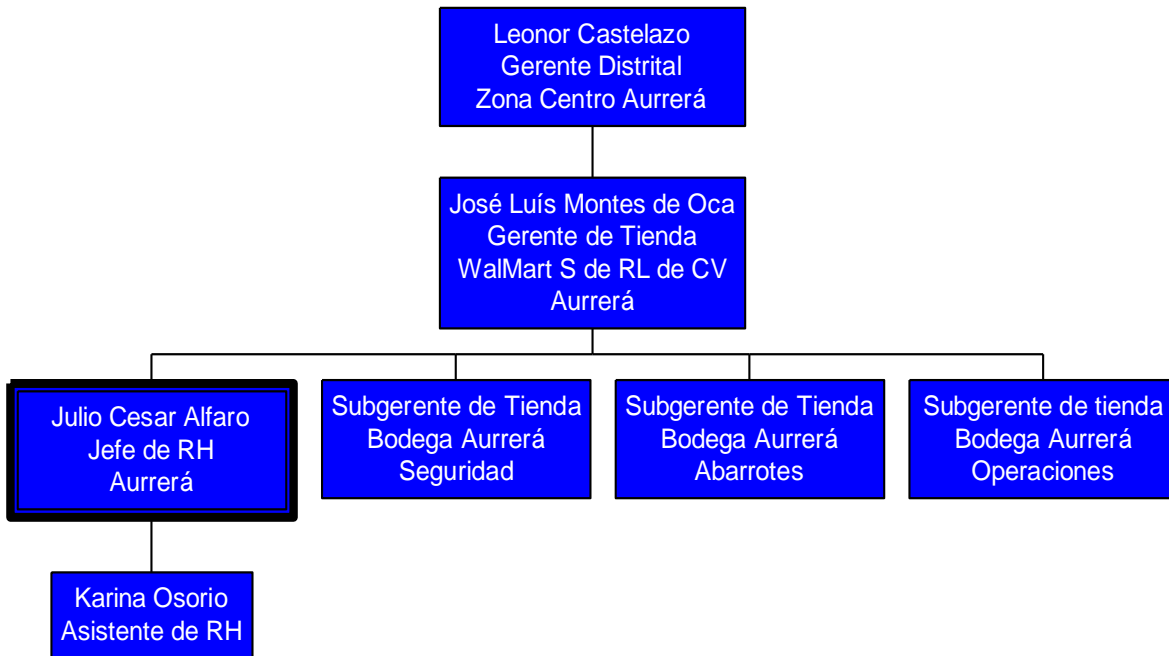 Leonor Castelazo
Gerente Distrital
Zona Centro Aurrerá
José Luís Montes de Oca
Gerente de Tienda
WalMart S de RL de CV
Aurrerá
Julio Cesar Alfaro
Jefe de RH
Aurrerá
Subgerente de Tienda
Bodega Aurrerá
Seguridad
Subgerente de Tienda
Bodega Aurrerá
Abarrotes
Subgerente de tienda
Bodega Aurrerá
Operaciones
Karina Osorio
Asistente de RH